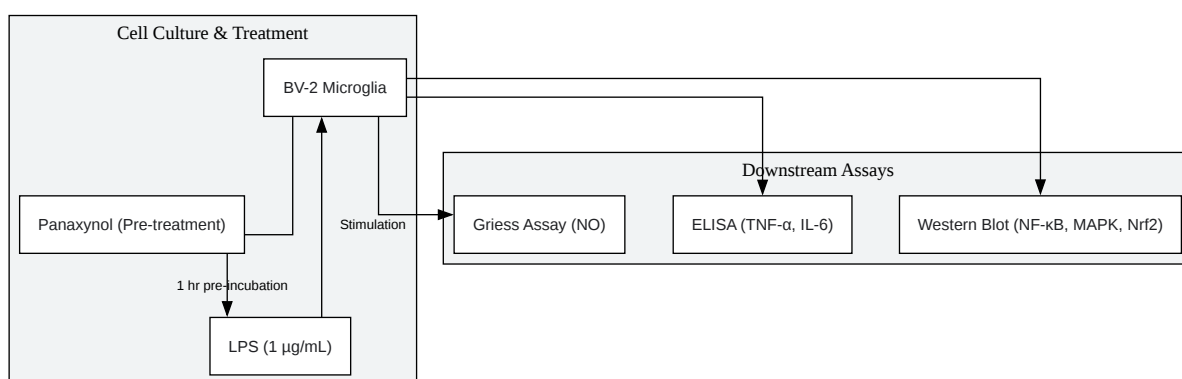 Cell Culture & Treatment
BV-2 Microglia
Downstream Assays
Panaxynol (Pre-treatment)
Stimulation
Griess Assay (NO)
ELISA (TNF-α, IL-6)
Western Blot (NF-κB, MAPK, Nrf2)
1 hr pre-incubation
LPS (1 µg/mL)